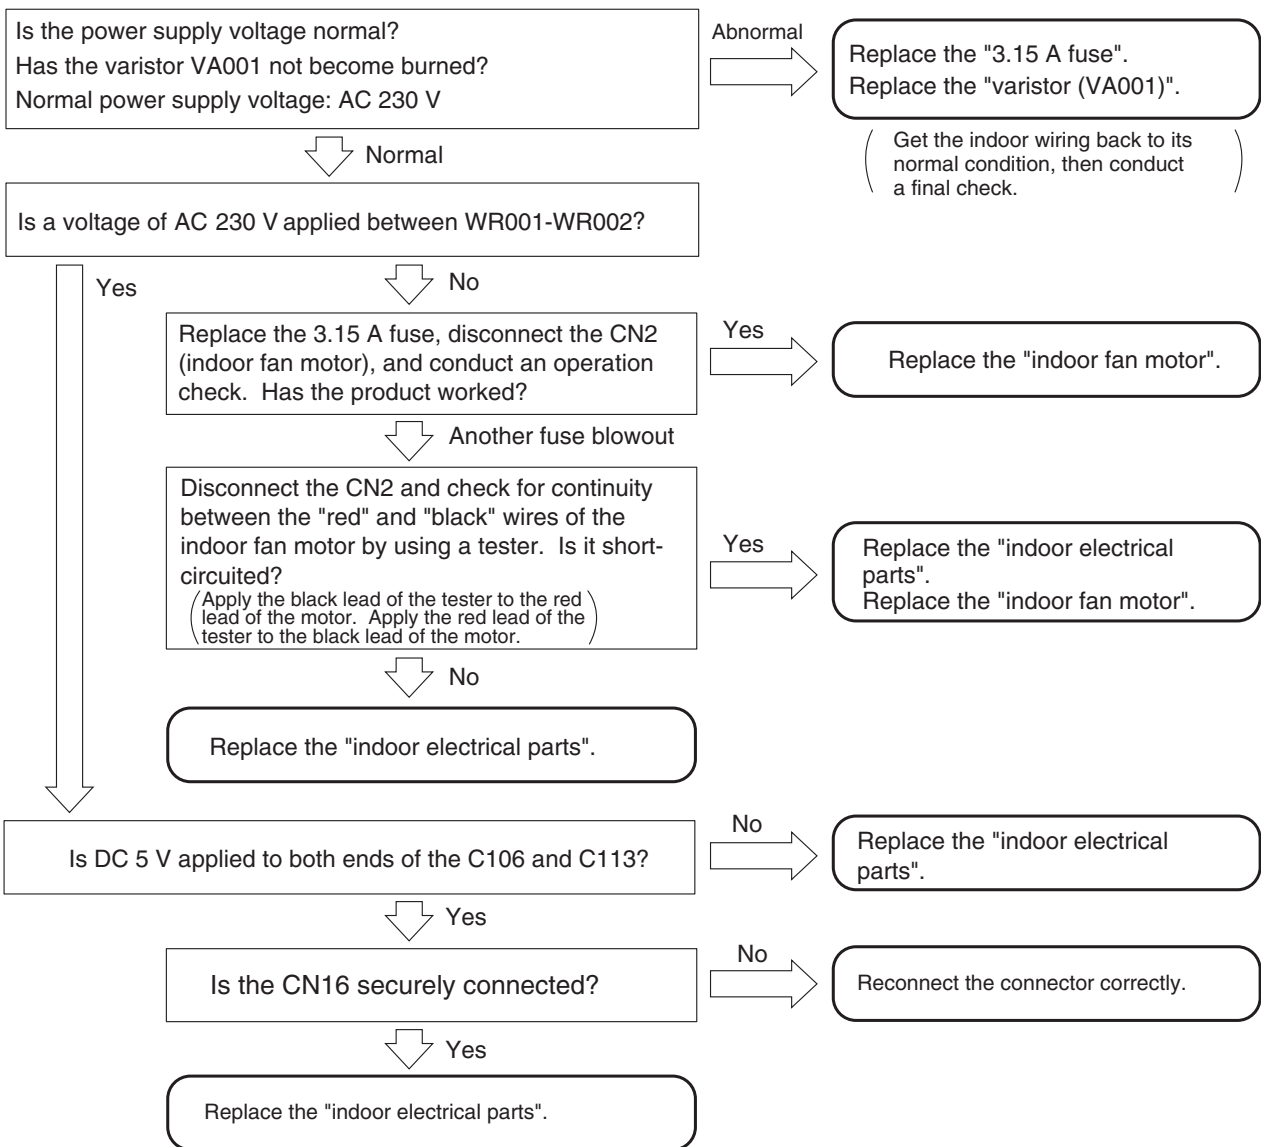 Is the power supply voltage normal?
Has the varistor VA001 not become burned?
Normal power supply voltage: AC 230 V
Abnormal
Replace the "3.15 A fuse".
Replace the "varistor (VA001)".
Get the indoor wiring back to its
normal condition, then conduct
a final check.
Normal
Is a voltage of AC 230 V applied between WR001-WR002?
Yes
No
Replace the 3.15 A fuse, disconnect the CN2
(indoor fan motor), and conduct an operation
check. Has the product worked?
Yes
Replace the "indoor fan motor".
Another fuse blowout
Disconnect the CN2 and check for continuity
between the "red" and "black" wires of the
indoor fan motor by using a tester. Is it short-
circuited?
Apply the black lead of the tester to the red
lead of the motor. Apply the red lead of the
tester to the black lead of the motor.
Yes
Replace the "indoor electrical
parts".
Replace the "indoor fan motor".
No
Replace the "indoor electrical parts".
Is DC 5 V applied to both ends of the C106 and C113?
No
Replace the "indoor electrical
parts".
Yes
Is the CN16 securely connected?
No
Reconnect the connector correctly.
Yes
Replace the "indoor electrical parts".